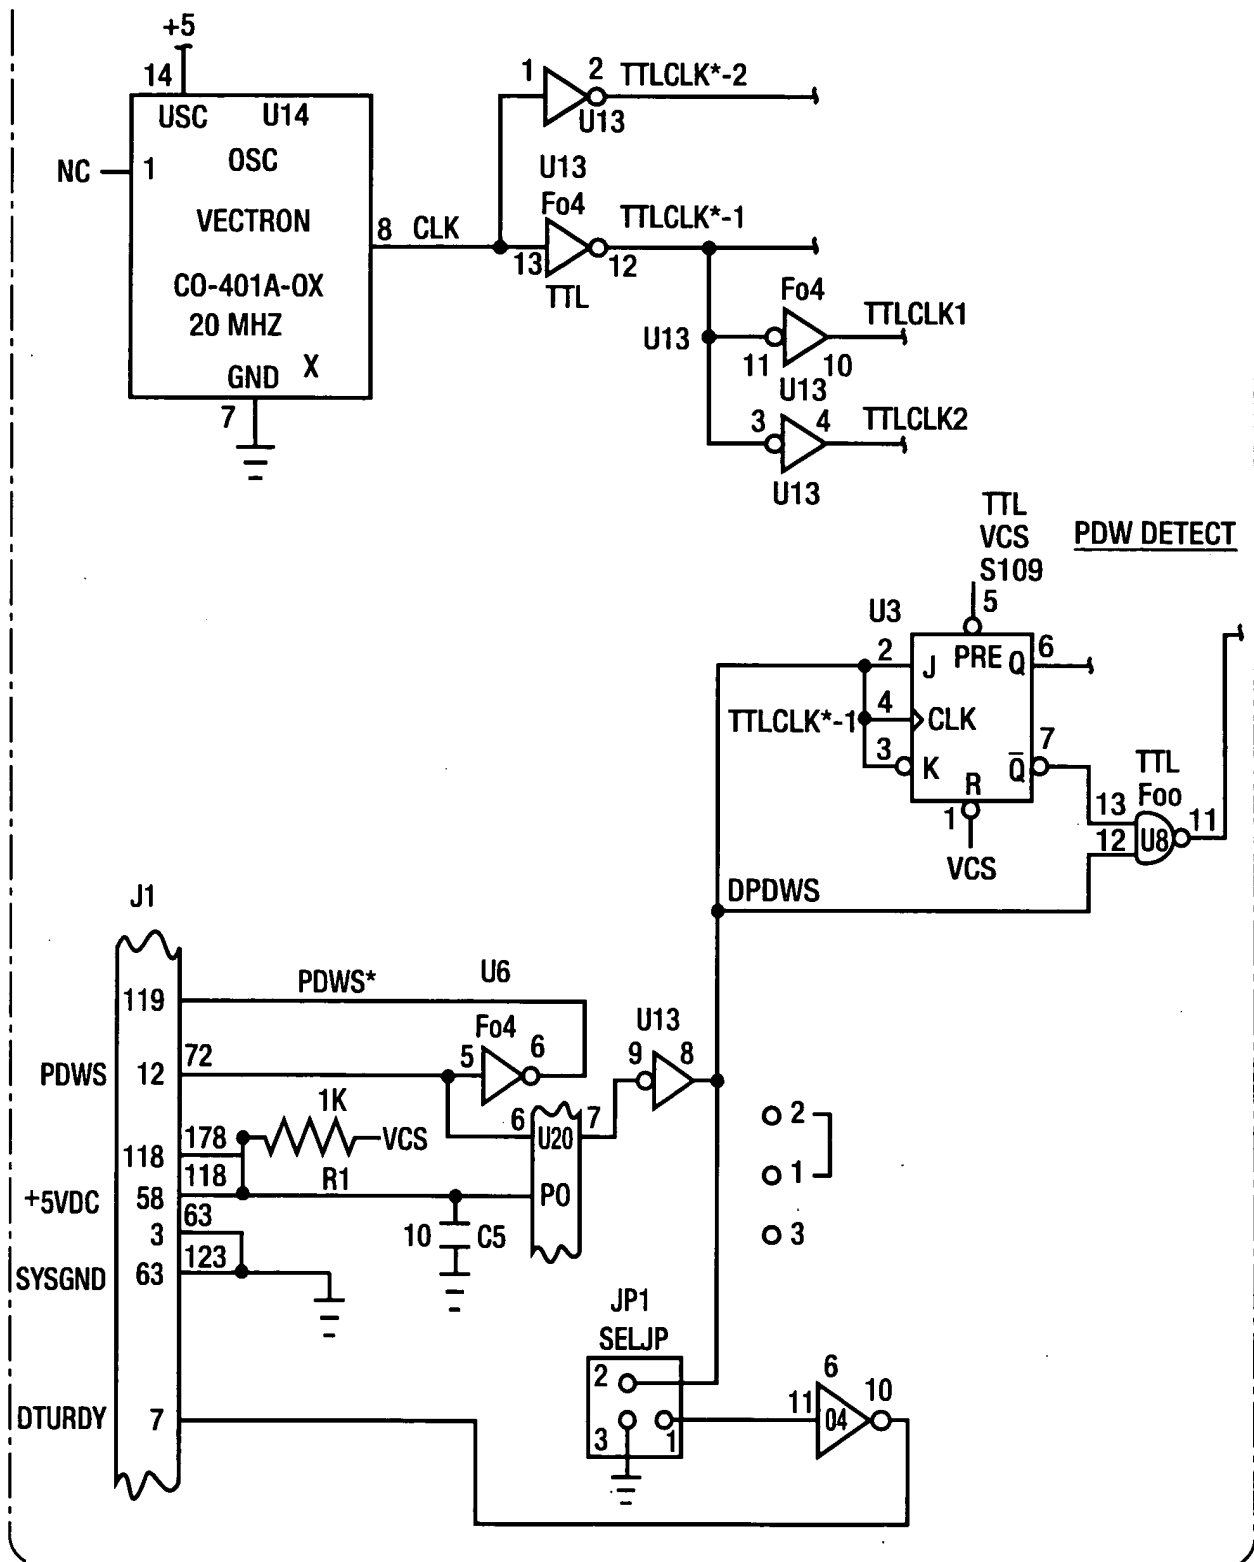 +5
14
USC U14
OSC
NC 1
VECTRON
CO-401A-OX
20 MHZ
X
GND
7
8 CLK
1 2 TTLCLK*-2
U13
U13
Fo4
TTLCLK*-1
13 12
TTL
Fo4
TTLCLK1
U13
11 10
U13
3 4 TTLCLK2
U13
TTL
VCS
S109
PDW DETECT
5
U3
2 J PRE Q 6
TTLCLK*-1 4 CLK
3 K Q̅ 7
R
1
VCS
TTL
Foo
13
12 U8 11
DPDWS
J1
119 PDWS* U6
Fo4
PDWS 12 72 5 6
U13
9 8
1K
VCS
R1
6 U20 7
118 178
+5VDC 58 118 PO
10 C5
3 63
SYSGND 63 123
2
1
3
JP1
SELJP
2
3 1
6
11 04 10
DTURDY 7